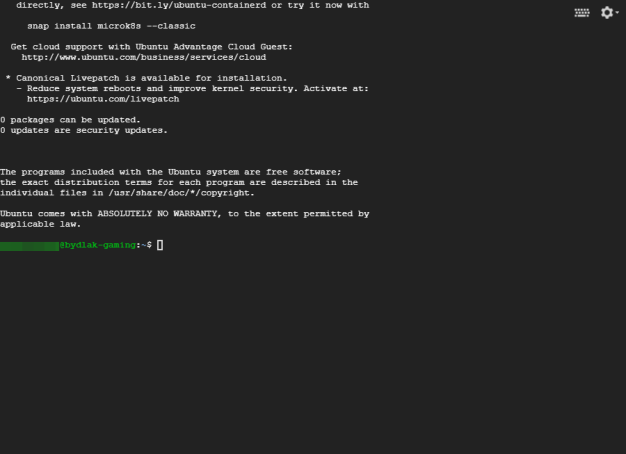 directly, see https://bit.ly/ubuntu-containerd or try it now with
snap install microk8s --classic
Get cloud support with Ubuntu Advantage Cloud Guest:
http://www.ubuntu.com/business/services/cloud
* Canonical Livepatch is available for installation.
- Reduce system reboots and improve kernel security. Activate at:
https://ubuntu.com/livepatch
0 packages can be updated.
0 updates are security updates.
The programs included with the Ubuntu system are free software;
the exact distribution terms for each program are described in the
individual files in /usr/share/doc/*/copyright.
Ubuntu comes with ABSOLUTELY NO WARRANTY, to the extent permitted by
applicable law.
@bydlak-gaming:~$